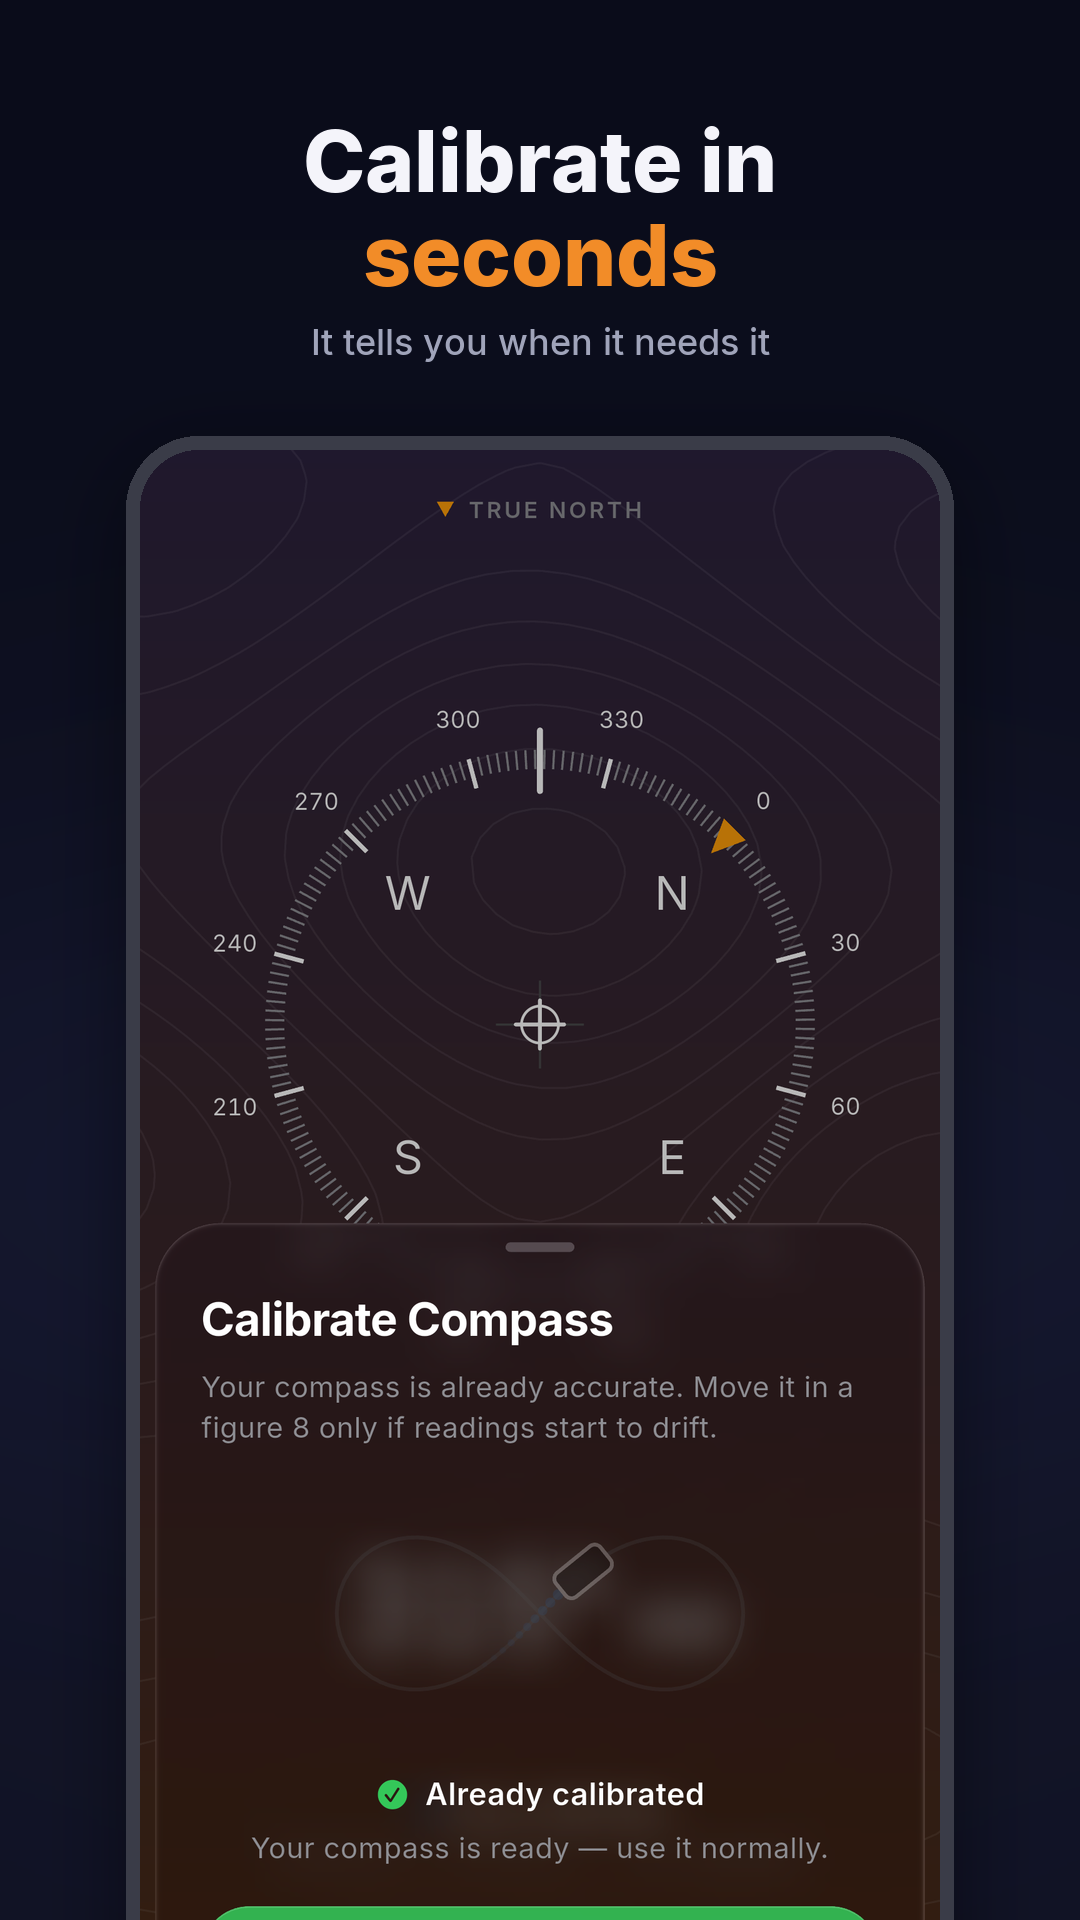 Calibrate in
seconds
It tells you when it needs it
TRUE NORTH
300 330
270 0
W N
240 30
210 60
S E
Calibrate Compass
Your compass is already accurate. Move it in a
figure 8 only if readings start to drift.
Already calibrated
Your compass is ready — use it normally.